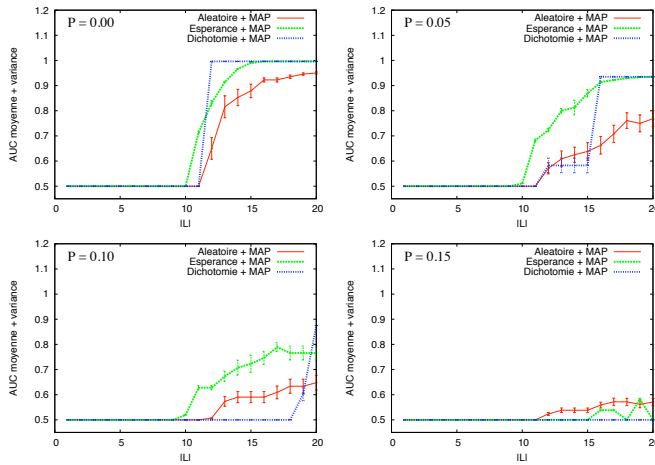 P = 0.00
Aleatoire + MAP
Esperance + MAP
Dichotomie + MAP
AUC moyenne + variance
1.2
1.1
1
0.9
0.8
0.7
0.6
0.5
0 5 10 15 20
|L|
P = 0.05
Aleatoire + MAP
Esperance + MAP
Dichotomie + MAP
AUC moyenne + variance
1.2
1.1
1
0.9
0.8
0.7
0.6
0.5
0 5 10 15 20
|L|
P = 0.10
Aleatoire + MAP
Esperance + MAP
Dichotomie + MAP
AUC moyenne + variance
1.2
1.1
1
0.9
0.8
0.7
0.6
0.5
0 5 10 15 20
|L|
P = 0.15
Aleatoire + MAP
Esperance + MAP
Dichotomie + MAP
AUC moyenne + variance
1.2
1.1
1
0.9
0.8
0.7
0.6
0.5
0 5 10 15 20
|L|